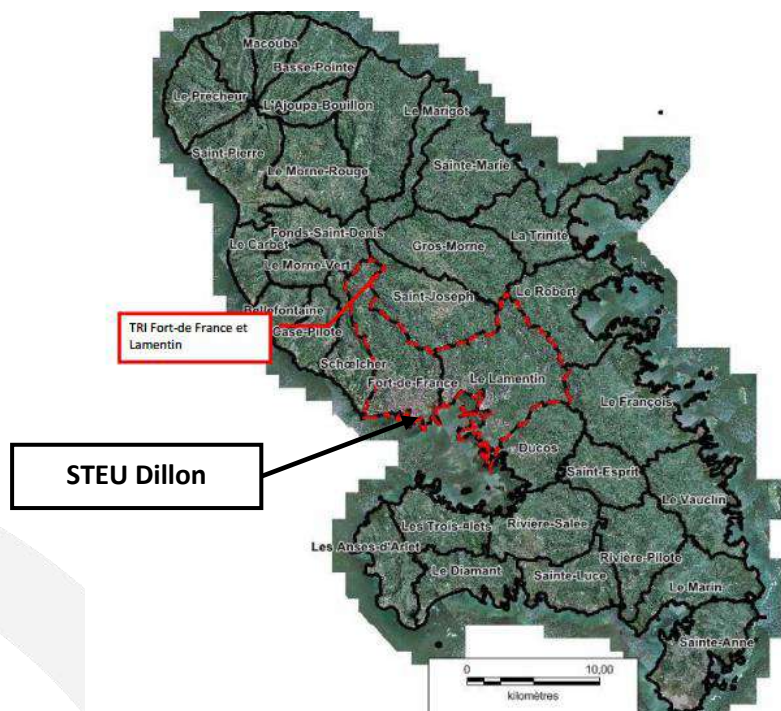 Macouba
Basse-Pointe
Le Prêcheur
L'Ajoupa-Bouillon
Le Marigot
Saint-Pierre
Sainte-Marie
Le Morne-Rouge
Fonds-Saint-Denis
La Trinité
Le Carbet
Gros-Morne
Le Morne-Vert
Le Robert
Saint-Joseph
Bellefontaine
TRI Fort-de France et
Lamentin
Case-Pilote
Schœlcher
Fort-de-France
Le Lamentin
Le François
STEU Dillon
Ducos
Saint-Esprit
Le Vauclin
Les Trois-Ilets
Rivière-Salée
Les Anses-d'Arlet
Rivière-Pilote
Le Diamant
Sainte-Luce
Le Marin
Sainte-Anne
0 10,00
kilomètres